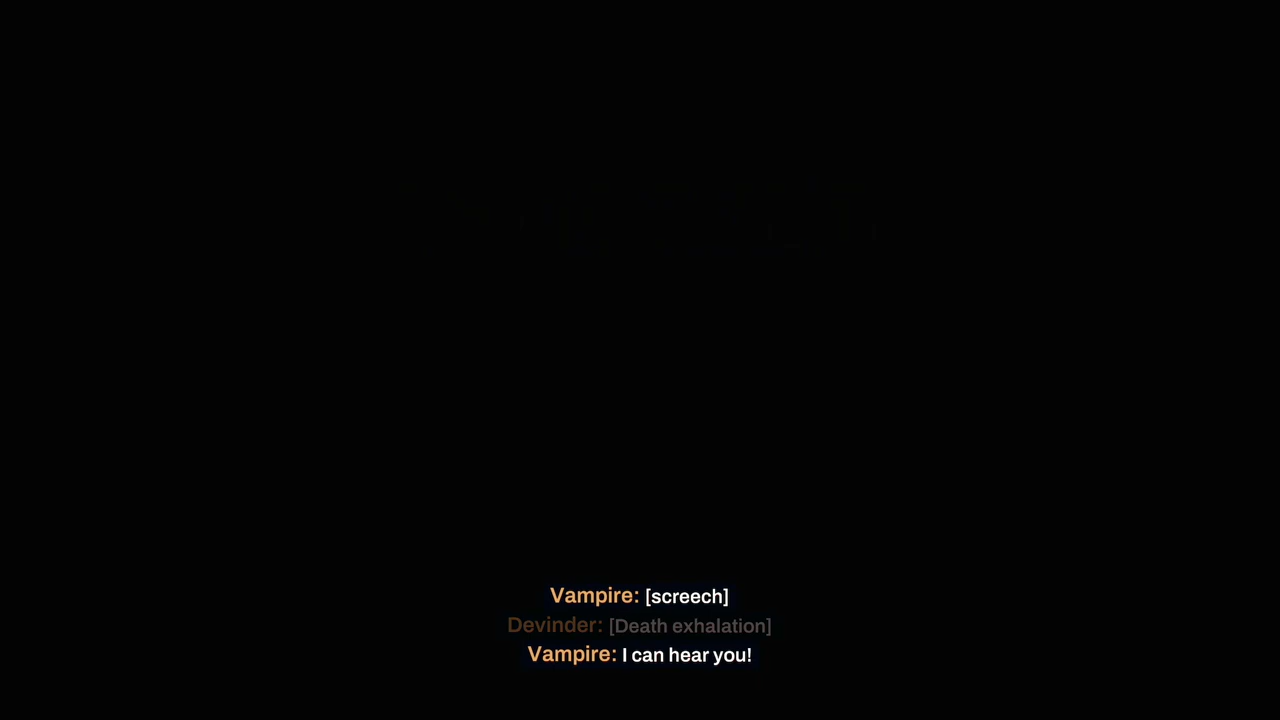 Vampire: [screech]
Devinder: [Death exhalation]
Vampire: I can hear you!